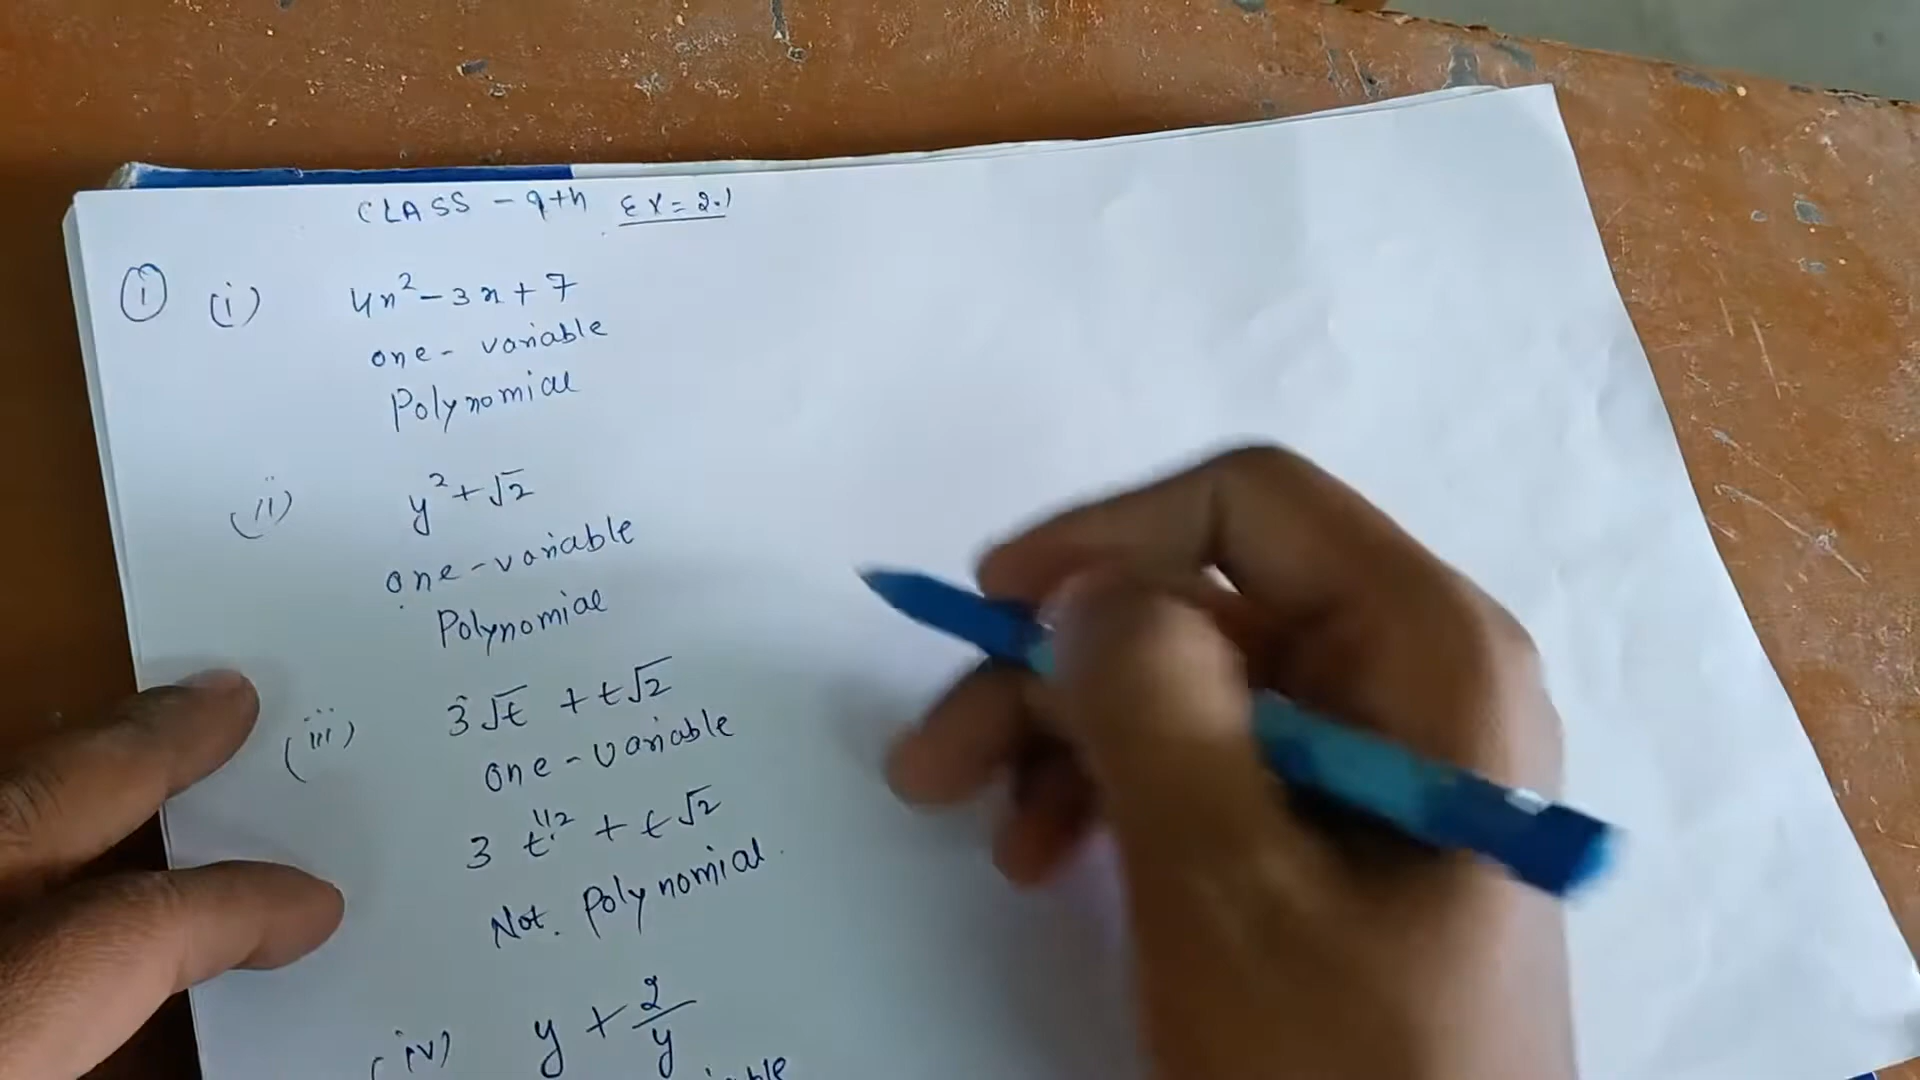 CLASS - 9th EX = 2.1
① (i) 4x² - 3x + 7
one - variable
Polynomial
(ii) y² + √2
one - variable
Polynomial
(iii) 3√t + t√2
One - variable
3 t^1/2 + t√2
Not. Polynomial.
(iv) y + 2/y